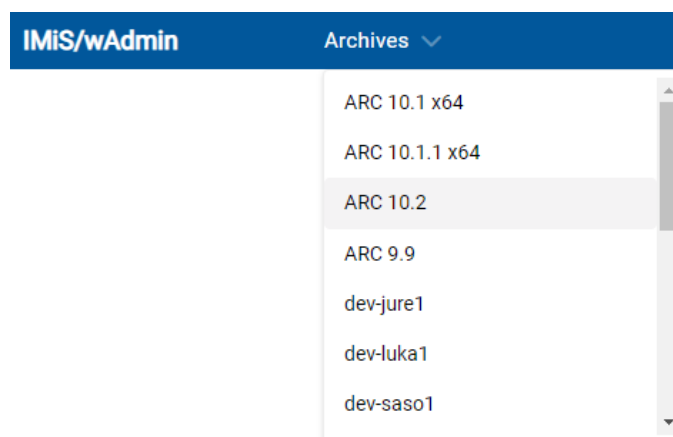 IMiS/wAdmin Archives
ARC 10.1 x64
ARC 10.1.1 x64
ARC 10.2
ARC 9.9
dev-jure1
dev-luka1
dev-saso1